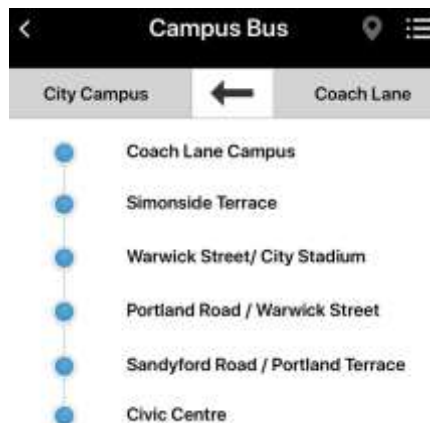 Campus Bus
City Campus
Coach Lane
Coach Lane Campus
Simonside Terrace
Warwick Street/ City Stadium
Portland Road / Warwick Street
Sandyford Road / Portland Terrace
Civic Centre